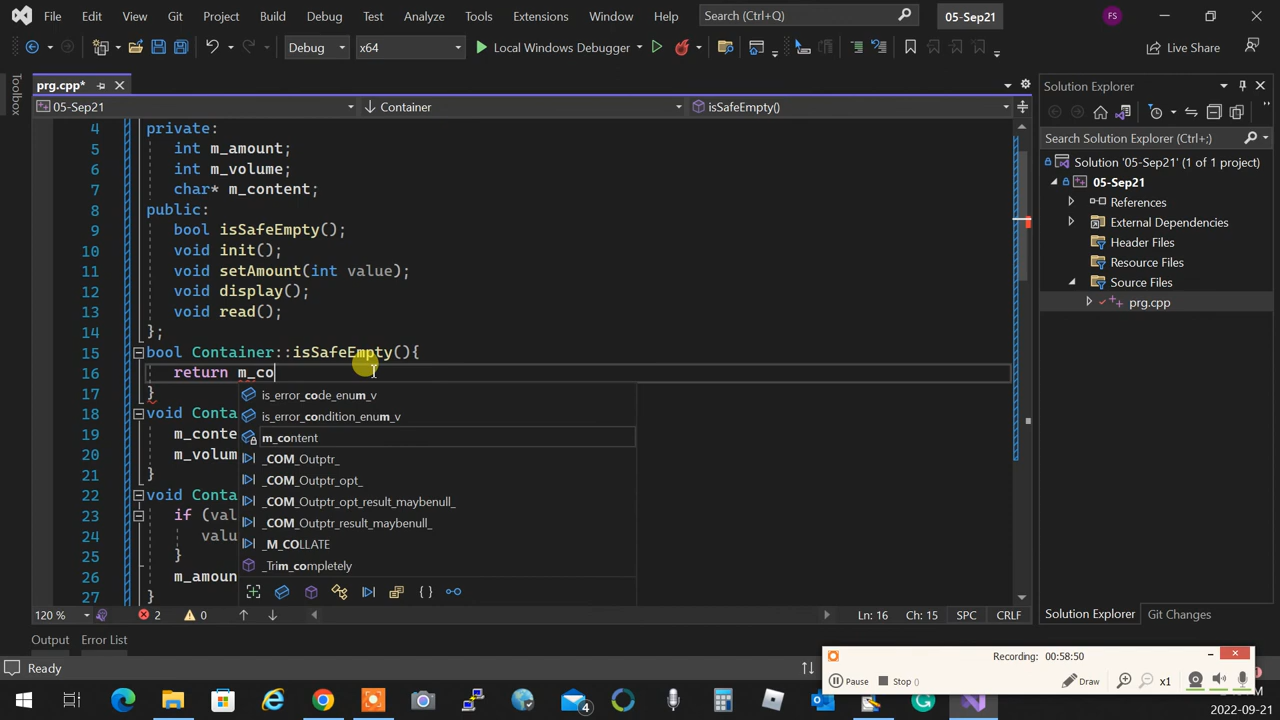 File Edit View Git Project Build Debug Test Analyze Tools Extensions Window Help Search (Ctrl+Q) 05-Sep21 FS
Debug x64 Local Windows Debugger Live Share
Toolbox
prg.cpp*
Solution Explorer
05-Sep21 Container isSafeEmpty()
Search Solution Explorer (Ctrl+;)
Solution '05-Sep21' (1 of 1 project)
05-Sep21
References
External Dependencies
Header Files
Resource Files
Source Files
prg.cpp
4 private:
5 int m_amount;
6 int m_volume;
7 char* m_content;
8 public:
9 bool isSafeEmpty();
10 void init();
11 void setAmount(int value);
12 void display();
13 void read();
14 };
15 bool Container::isSafeEmpty(){
16 return m_co
17 }
18 void Conta
19 m_conte
20 m_volum
21 }
22 void Conta
23 if (val
24 valu
25 }
26 m_amoun
27 }
is_error_code_enum_v
is_error_condition_enum_v
m_content
_COM_Outptr_
_COM_Outptr_opt_
_COM_Outptr_opt_result_maybenull_
_COM_Outptr_result_maybenull_
_M_COLLATE
_Trim_completely
120 % 2 0 Ln: 16 Ch: 15 SPC CRLF
Solution Explorer Git Changes
Output Error List
Ready
Recording: 00:58:50
Pause Stop () Draw x1
4
2022-09-21